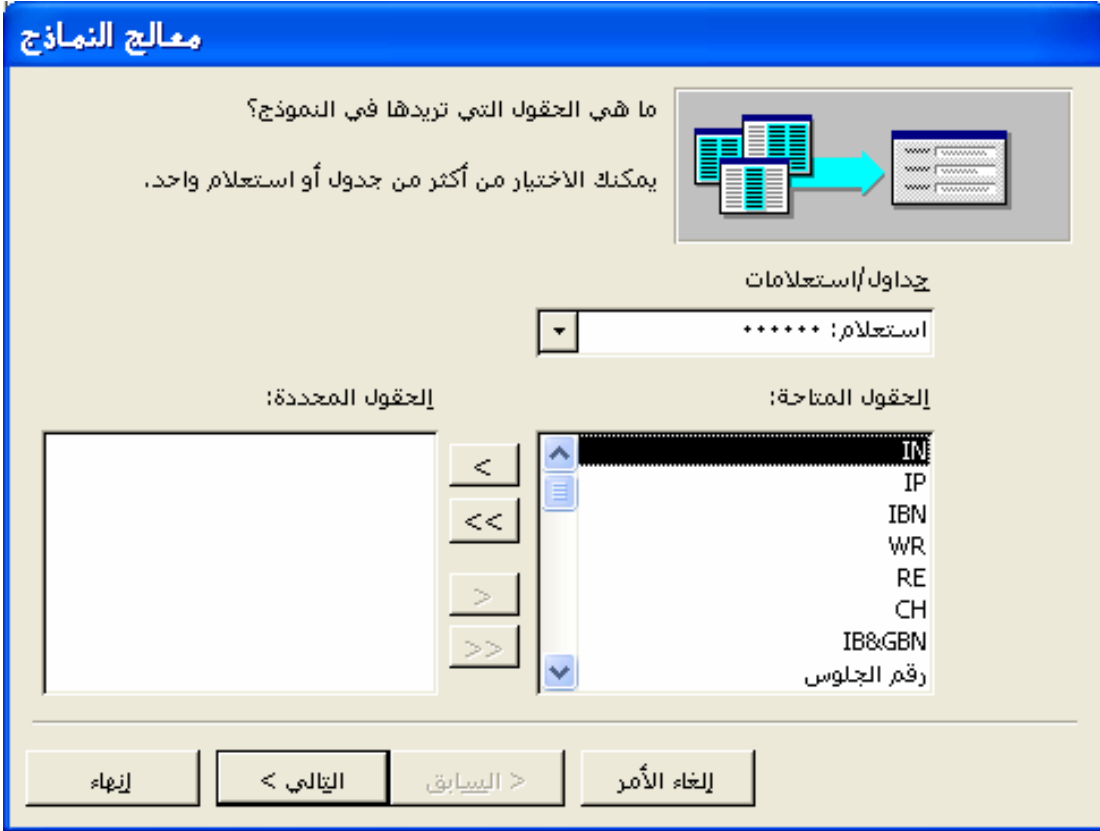 معالج النماذج
ما هي الحقول التي تريدها في النموذج؟
يمكنك الاختيار من أكثر من جدول أو استعلام واحد.
جداول/استعلامات
استعلام: ••••••
الحقول المتاحة:
الحقول المحددة:
IN
IP
IBN
WR
RE
CH
IB&GBN
رقم الجلوس
>
>>
<
<<
إلغاء الأمر
< السابق
التالي >
إنهاء